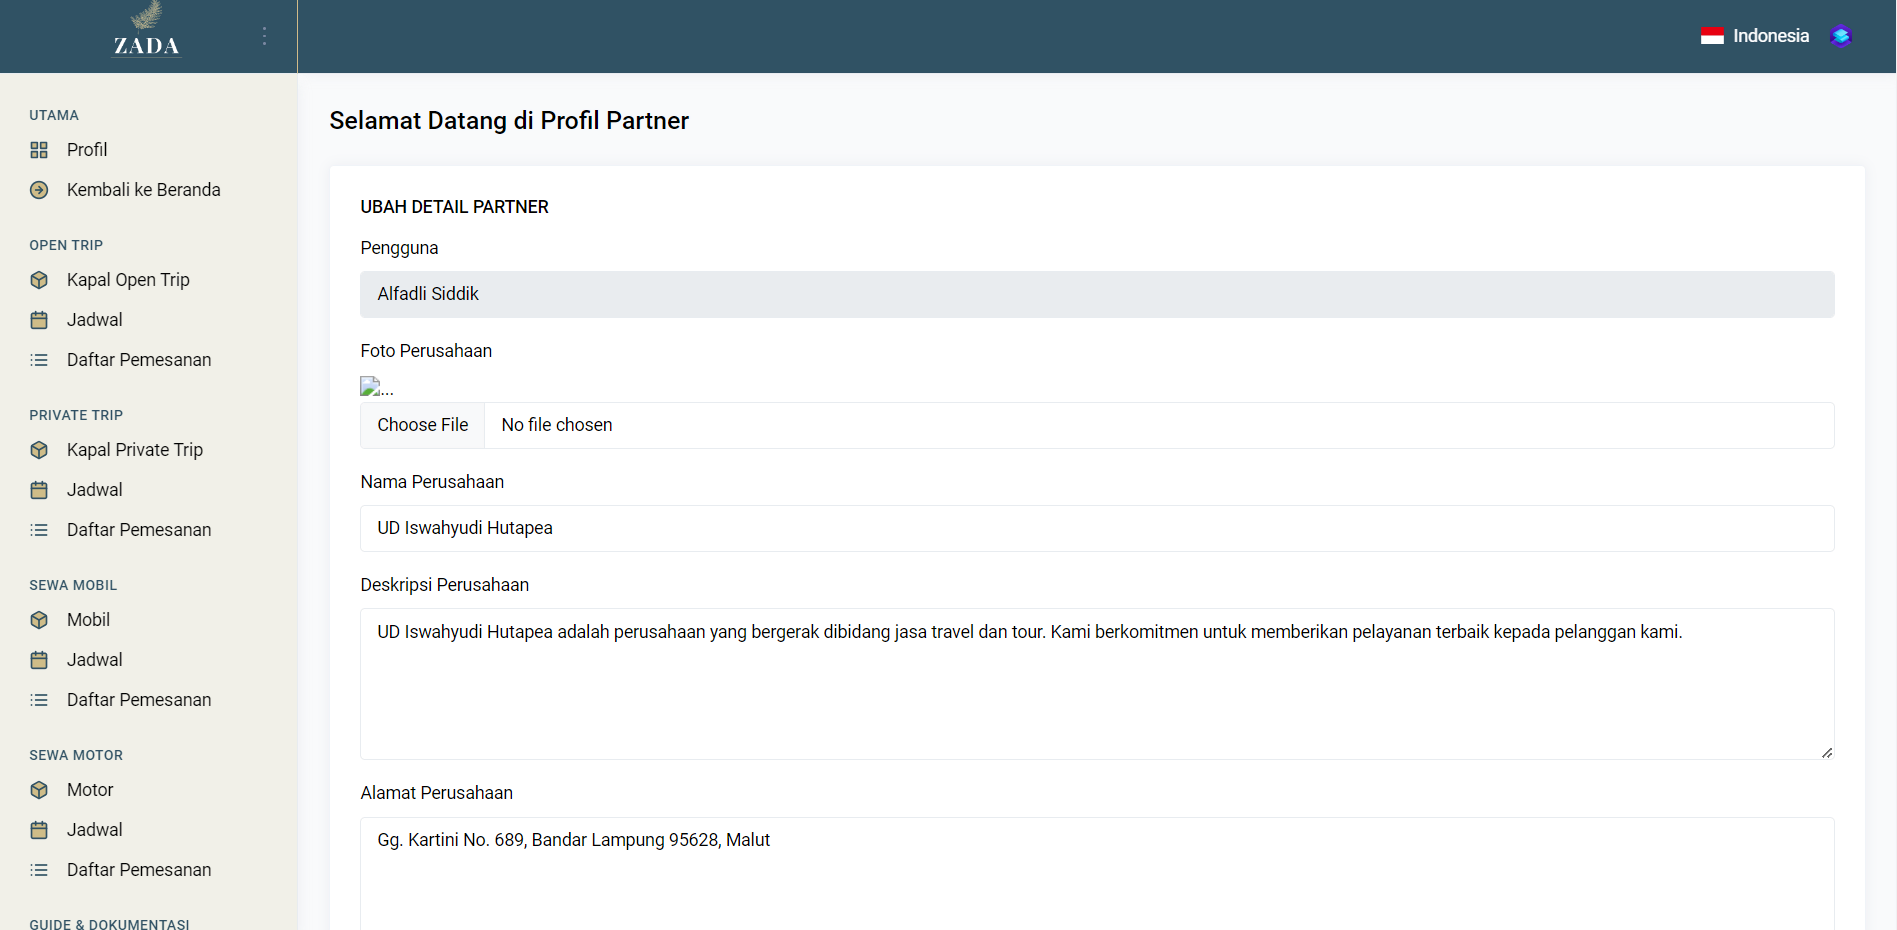 ZADA
Indonesia
UTAMA
Profil
Kembali ke Beranda
OPEN TRIP
Kapal Open Trip
Jadwal
Daftar Pemesanan
PRIVATE TRIP
Kapal Private Trip
Jadwal
Daftar Pemesanan
SEWA MOBIL
Mobil
Jadwal
Daftar Pemesanan
SEWA MOTOR
Motor
Jadwal
Daftar Pemesanan
GUIDE & DOKUMENTASI
Selamat Datang di Profil Partner
UBAH DETAIL PARTNER
Pengguna
Alfadli Siddik
Foto Perusahaan
...
Choose File No file chosen
Nama Perusahaan
UD Iswahyudi Hutapea
Deskripsi Perusahaan
UD Iswahyudi Hutapea adalah perusahaan yang bergerak dibidang jasa travel dan tour. Kami berkomitmen untuk memberikan pelayanan terbaik kepada pelanggan kami.
Alamat Perusahaan
Gg. Kartini No. 689, Bandar Lampung 95628, Malut